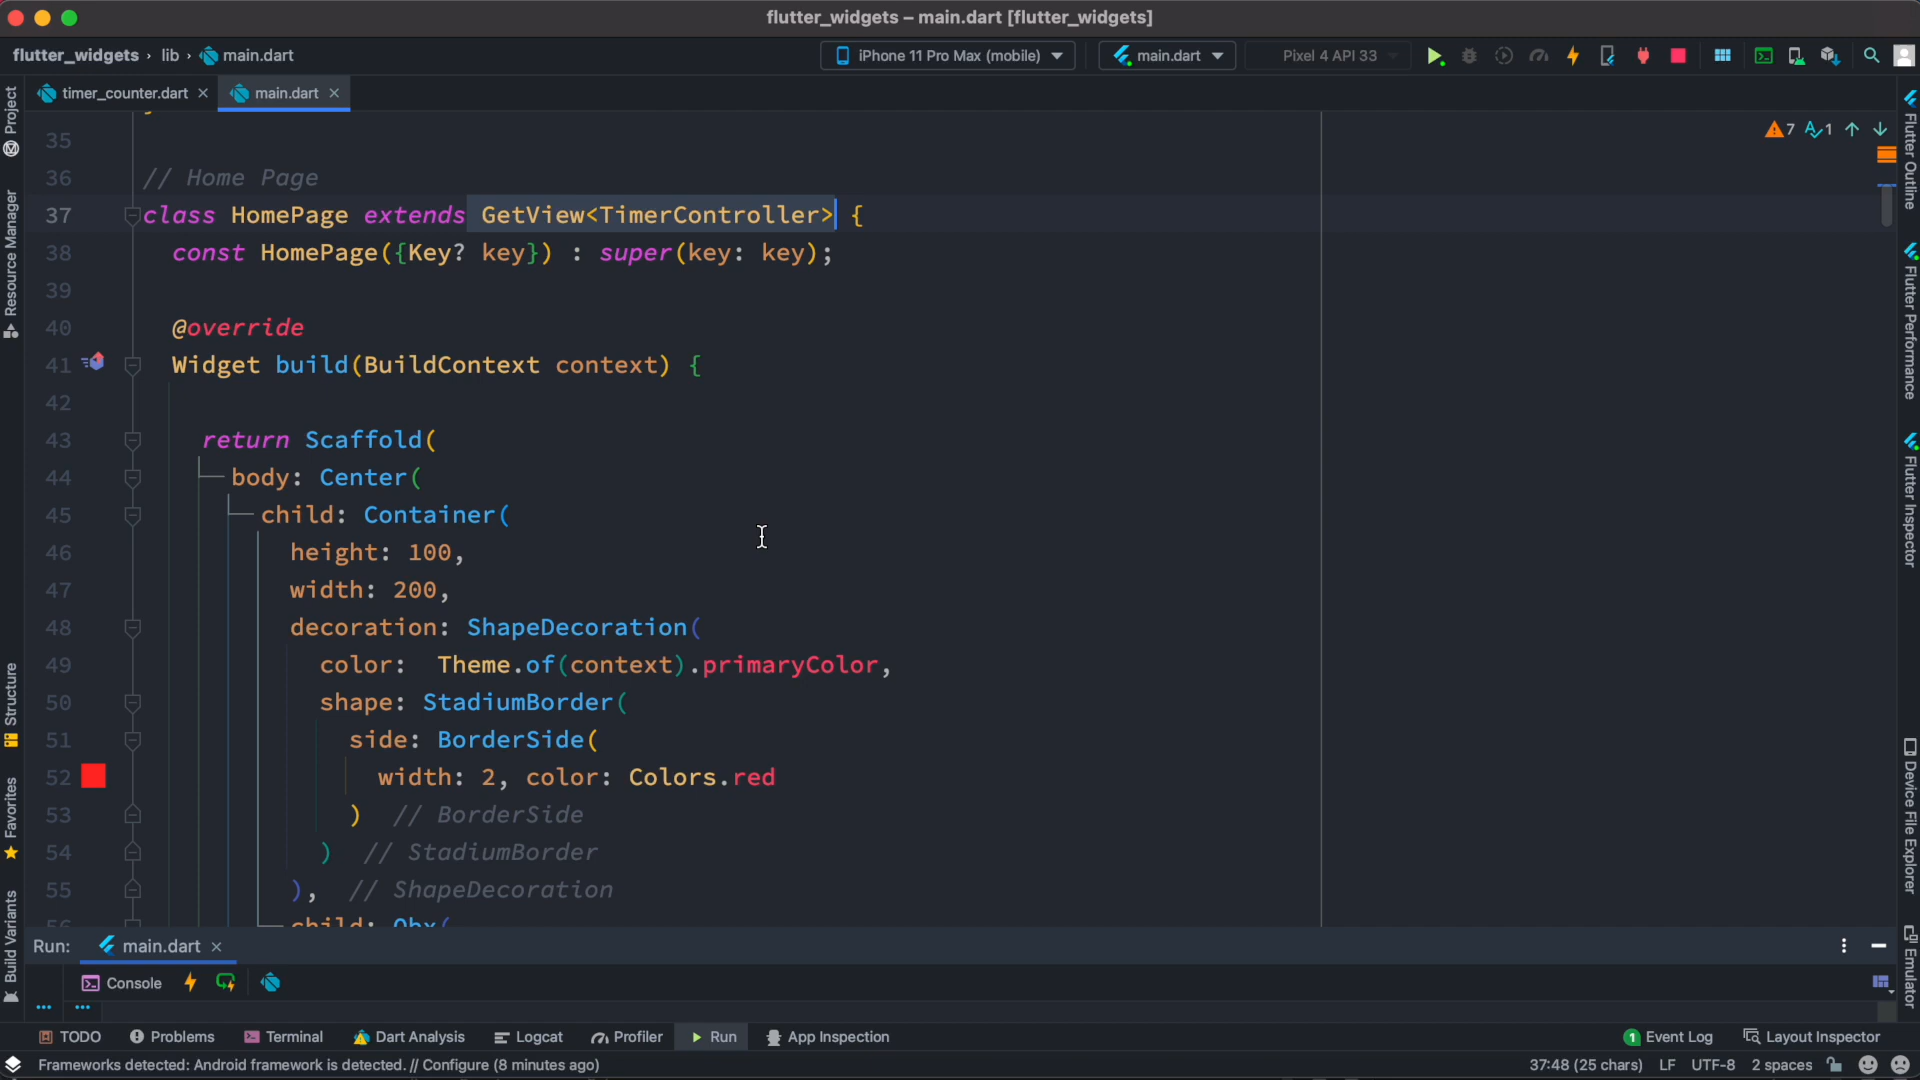 flutter_widgets – main.dart [flutter_widgets]
flutter_widgets › lib › main.dart
iPhone 11 Pro Max (mobile)
main.dart
Pixel 4 API 33
timer_counter.dart
main.dart
7
1
35
36 // Home Page
37 class HomePage extends GetView<TimerController> {
38 const HomePage({Key? key}) : super(key: key);
39
40 @override
41 Widget build(BuildContext context) {
42
43 return Scaffold(
44 body: Center(
45 child: Container(
46 height: 100,
47 width: 200,
48 decoration: ShapeDecoration(
49 color:  Theme.of(context).primaryColor,
50 shape: StadiumBorder(
51 side: BorderSide(
52 width: 2, color: Colors.red
53 ) // BorderSide
54 ) // StadiumBorder
55 ), // ShapeDecoration
56 child: Obx(
Project
Resource Manager
Structure
Favorites
Build Variants
Flutter Outline
Flutter Performance
Flutter Inspector
Device File Explorer
Emulator
Run: main.dart
Console
TODO
Problems
Terminal
Dart Analysis
Logcat
Profiler
Run
App Inspection
1 Event Log
Layout Inspector
Frameworks detected: Android framework is detected. // Configure (8 minutes ago)
37:48 (25 chars) LF UTF-8 2 spaces